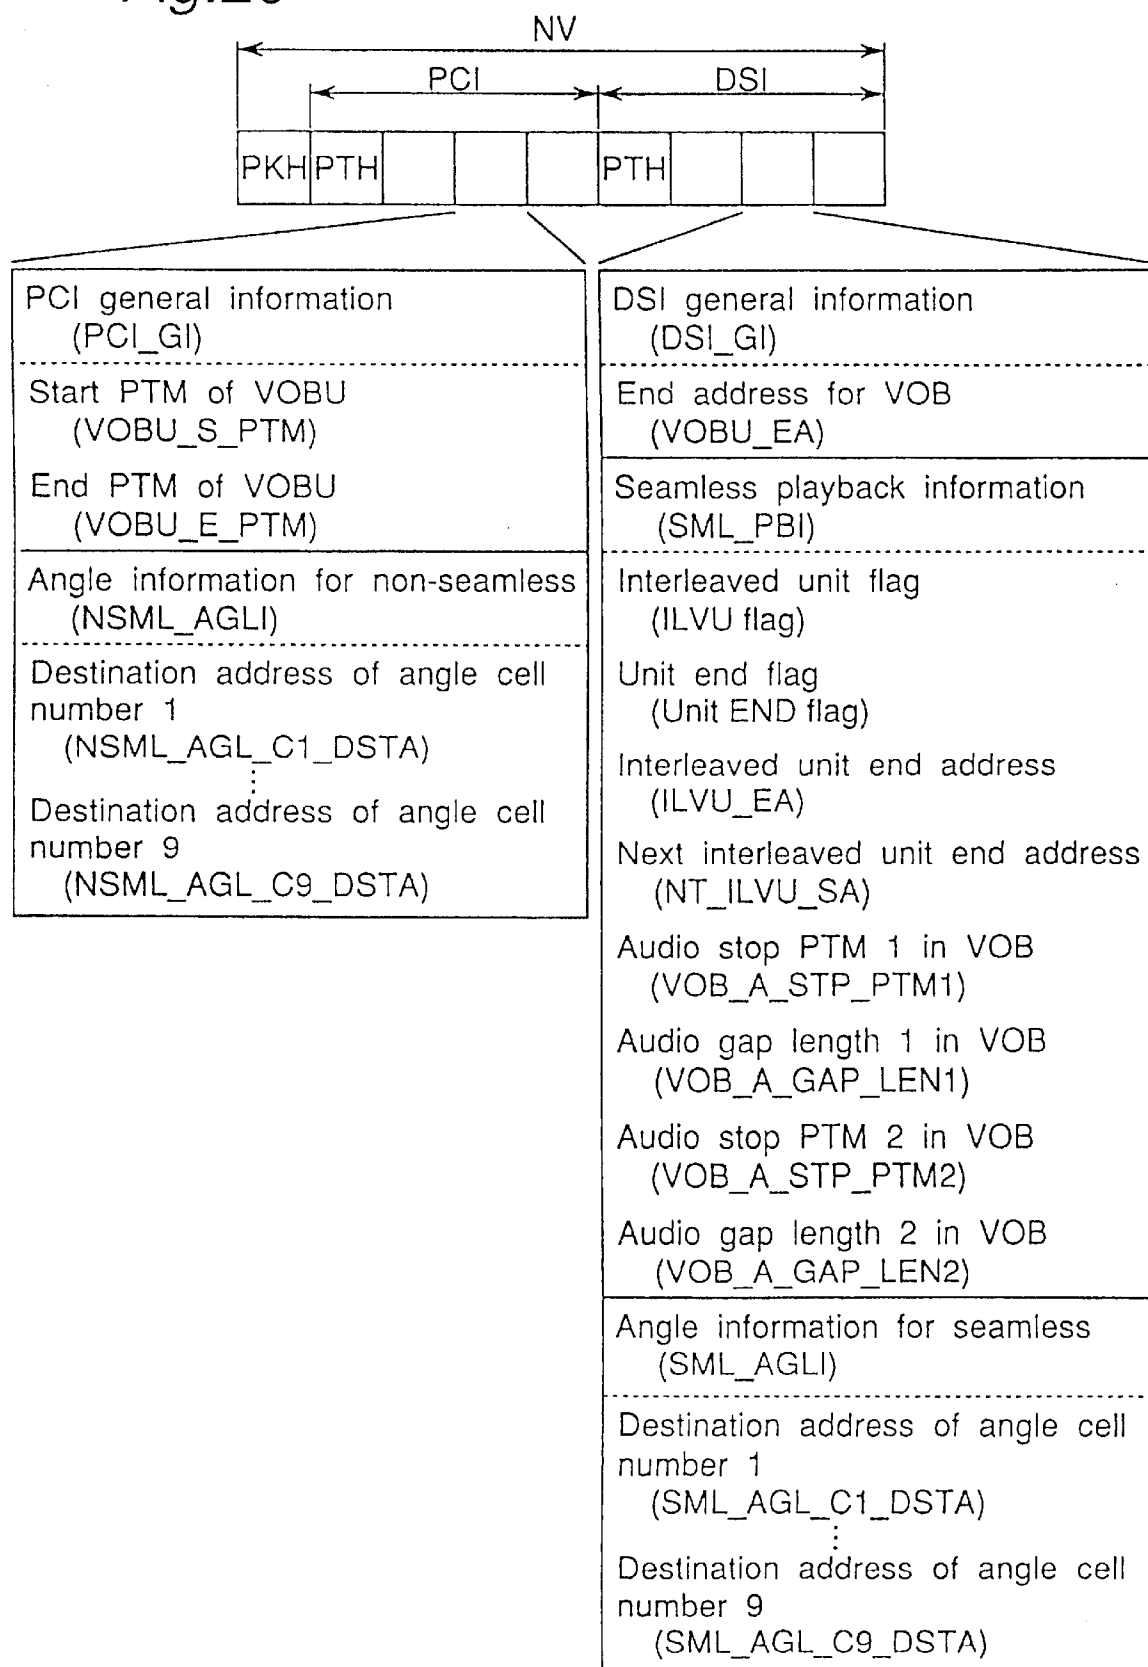 NV
PCI
DSI
PKH PTH PTH
PCI general information
(PCI_GI)
Start PTM of VOBU
(VOBU_S_PTM)
End PTM of VOBU
(VOBU_E_PTM)
Angle information for non-seamless
(NSML_AGLI)
Destination address of angle cell
number 1
(NSML_AGL_C1_DSTA)
Destination address of angle cell
number 9
(NSML_AGL_C9_DSTA)
DSI general information
(DSI_GI)
End address for VOB
(VOBU_EA)
Seamless playback information
(SML_PBI)
Interleaved unit flag
(ILVU flag)
Unit end flag
(Unit END flag)
Interleaved unit end address
(ILVU_EA)
Next interleaved unit end address
(NT_ILVU_SA)
Audio stop PTM 1 in VOB
(VOB_A_STP_PTM1)
Audio gap length 1 in VOB
(VOB_A_GAP_LEN1)
Audio stop PTM 2 in VOB
(VOB_A_STP_PTM2)
Audio gap length 2 in VOB
(VOB_A_GAP_LEN2)
Angle information for seamless
(SML_AGLI)
Destination address of angle cell
number 1
(SML_AGL_C1_DSTA)
Destination address of angle cell
number 9
(SML_AGL_C9_DSTA)